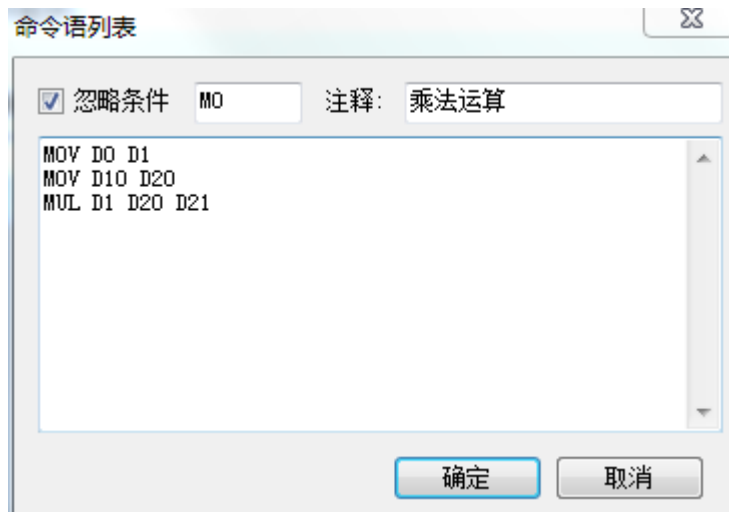 命令语列表
忽略条件 M0 注释: 乘法运算
MOV D0 D1
MOV D10 D20
MUL D1 D20 D21
确定 取消